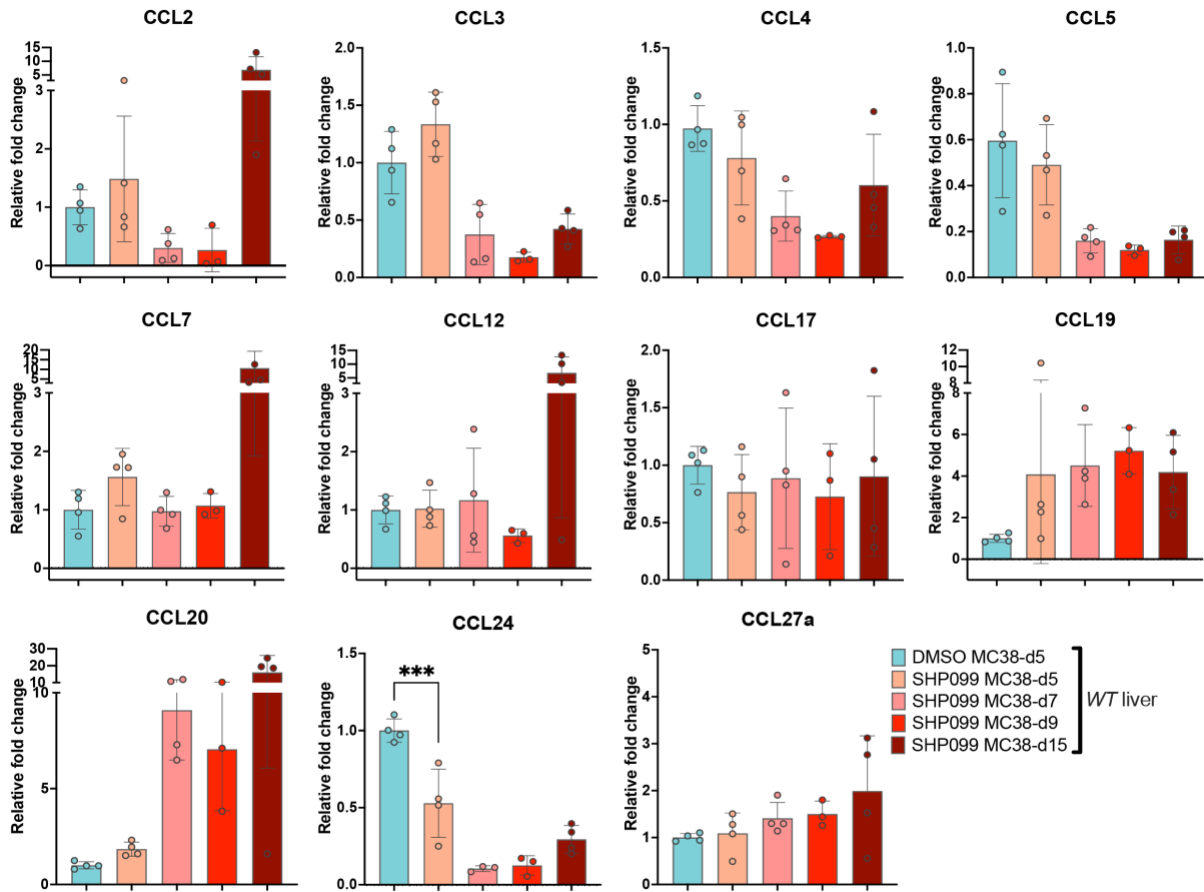 CCL2
CCL3
CCL4
CCL5
Relative fold change
15
10
5
3
2
1
0
Relative fold change
2.0
1.5
1.0
0.5
0.0
Relative fold change
1.5
1.0
0.5
0.0
Relative fold change
1.0
0.8
0.6
0.4
0.2
0.0
CCL7
CCL12
CCL17
CCL19
Relative fold change
20
15
10
5
3
2
1
0
Relative fold change
15
10
5
3
2
1
0
Relative fold change
2.0
1.5
1.0
0.5
0.0
Relative fold change
12
10
8
8
6
4
2
0
CCL20
CCL24
CCL27a
Relative fold change
30
20
10
10
5
0
Relative fold change
1.5
1.0
0.5
0.0
***
Relative fold change
5
4
3
2
1
0
DMSO MC38-d5
SHP099 MC38-d5
SHP099 MC38-d7
SHP099 MC38-d9
SHP099 MC38-d15
WT liver